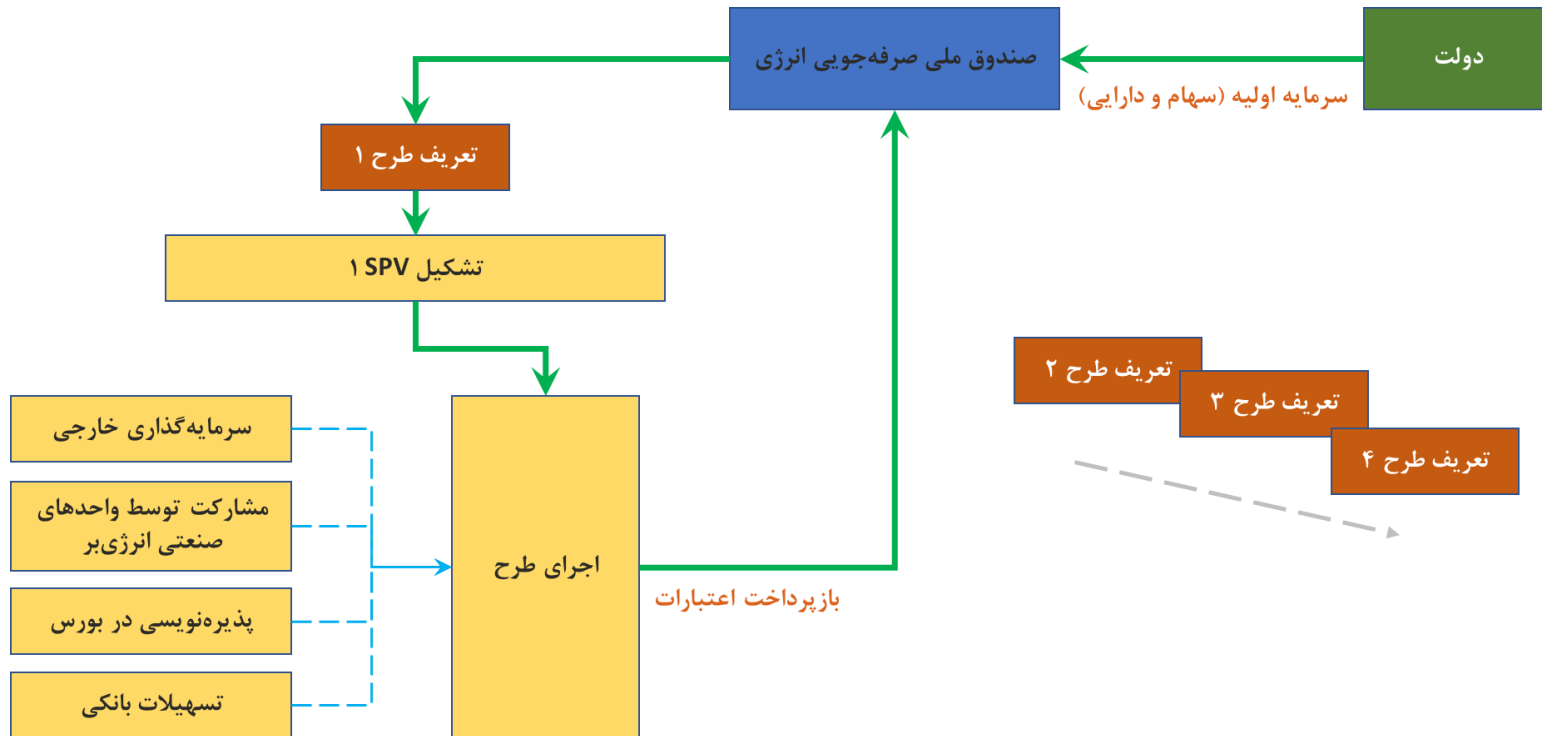 دولت
سرمایه اولیه (سهام و دارایی)
صندوق ملی صرفه‌جویی انرژی
تعریف طرح ۱
تشکیل SPV ۱
سرمایه‌گذاری خارجی
مشارکت توسط واحدهای
صنعتی انرژی‌بر
پذیره‌نویسی در بورس
تسهیلات بانکی
اجرای طرح
بازپرداخت اعتبارات
تعریف طرح ۲
تعریف طرح ۳
تعریف طرح ۴